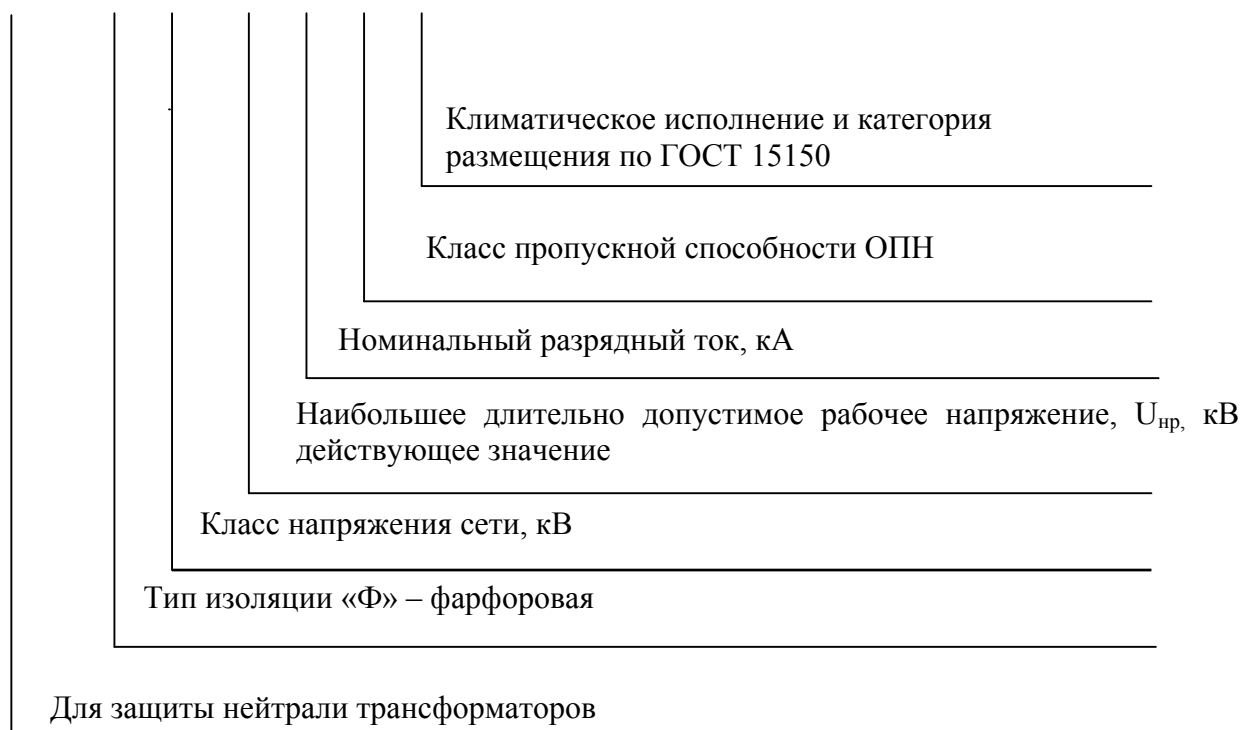 Климатическое исполнение и категория
размещения по ГОСТ 15150
Класс пропускной способности ОПН
Номинальный разрядный ток, кА
Наибольшее длительно допустимое рабочее напряжение, Uнр, кВ
действующее значение
Класс напряжения сети, кВ
Тип изоляции «Ф» – фарфоровая
Для защиты нейтрали трансформаторов